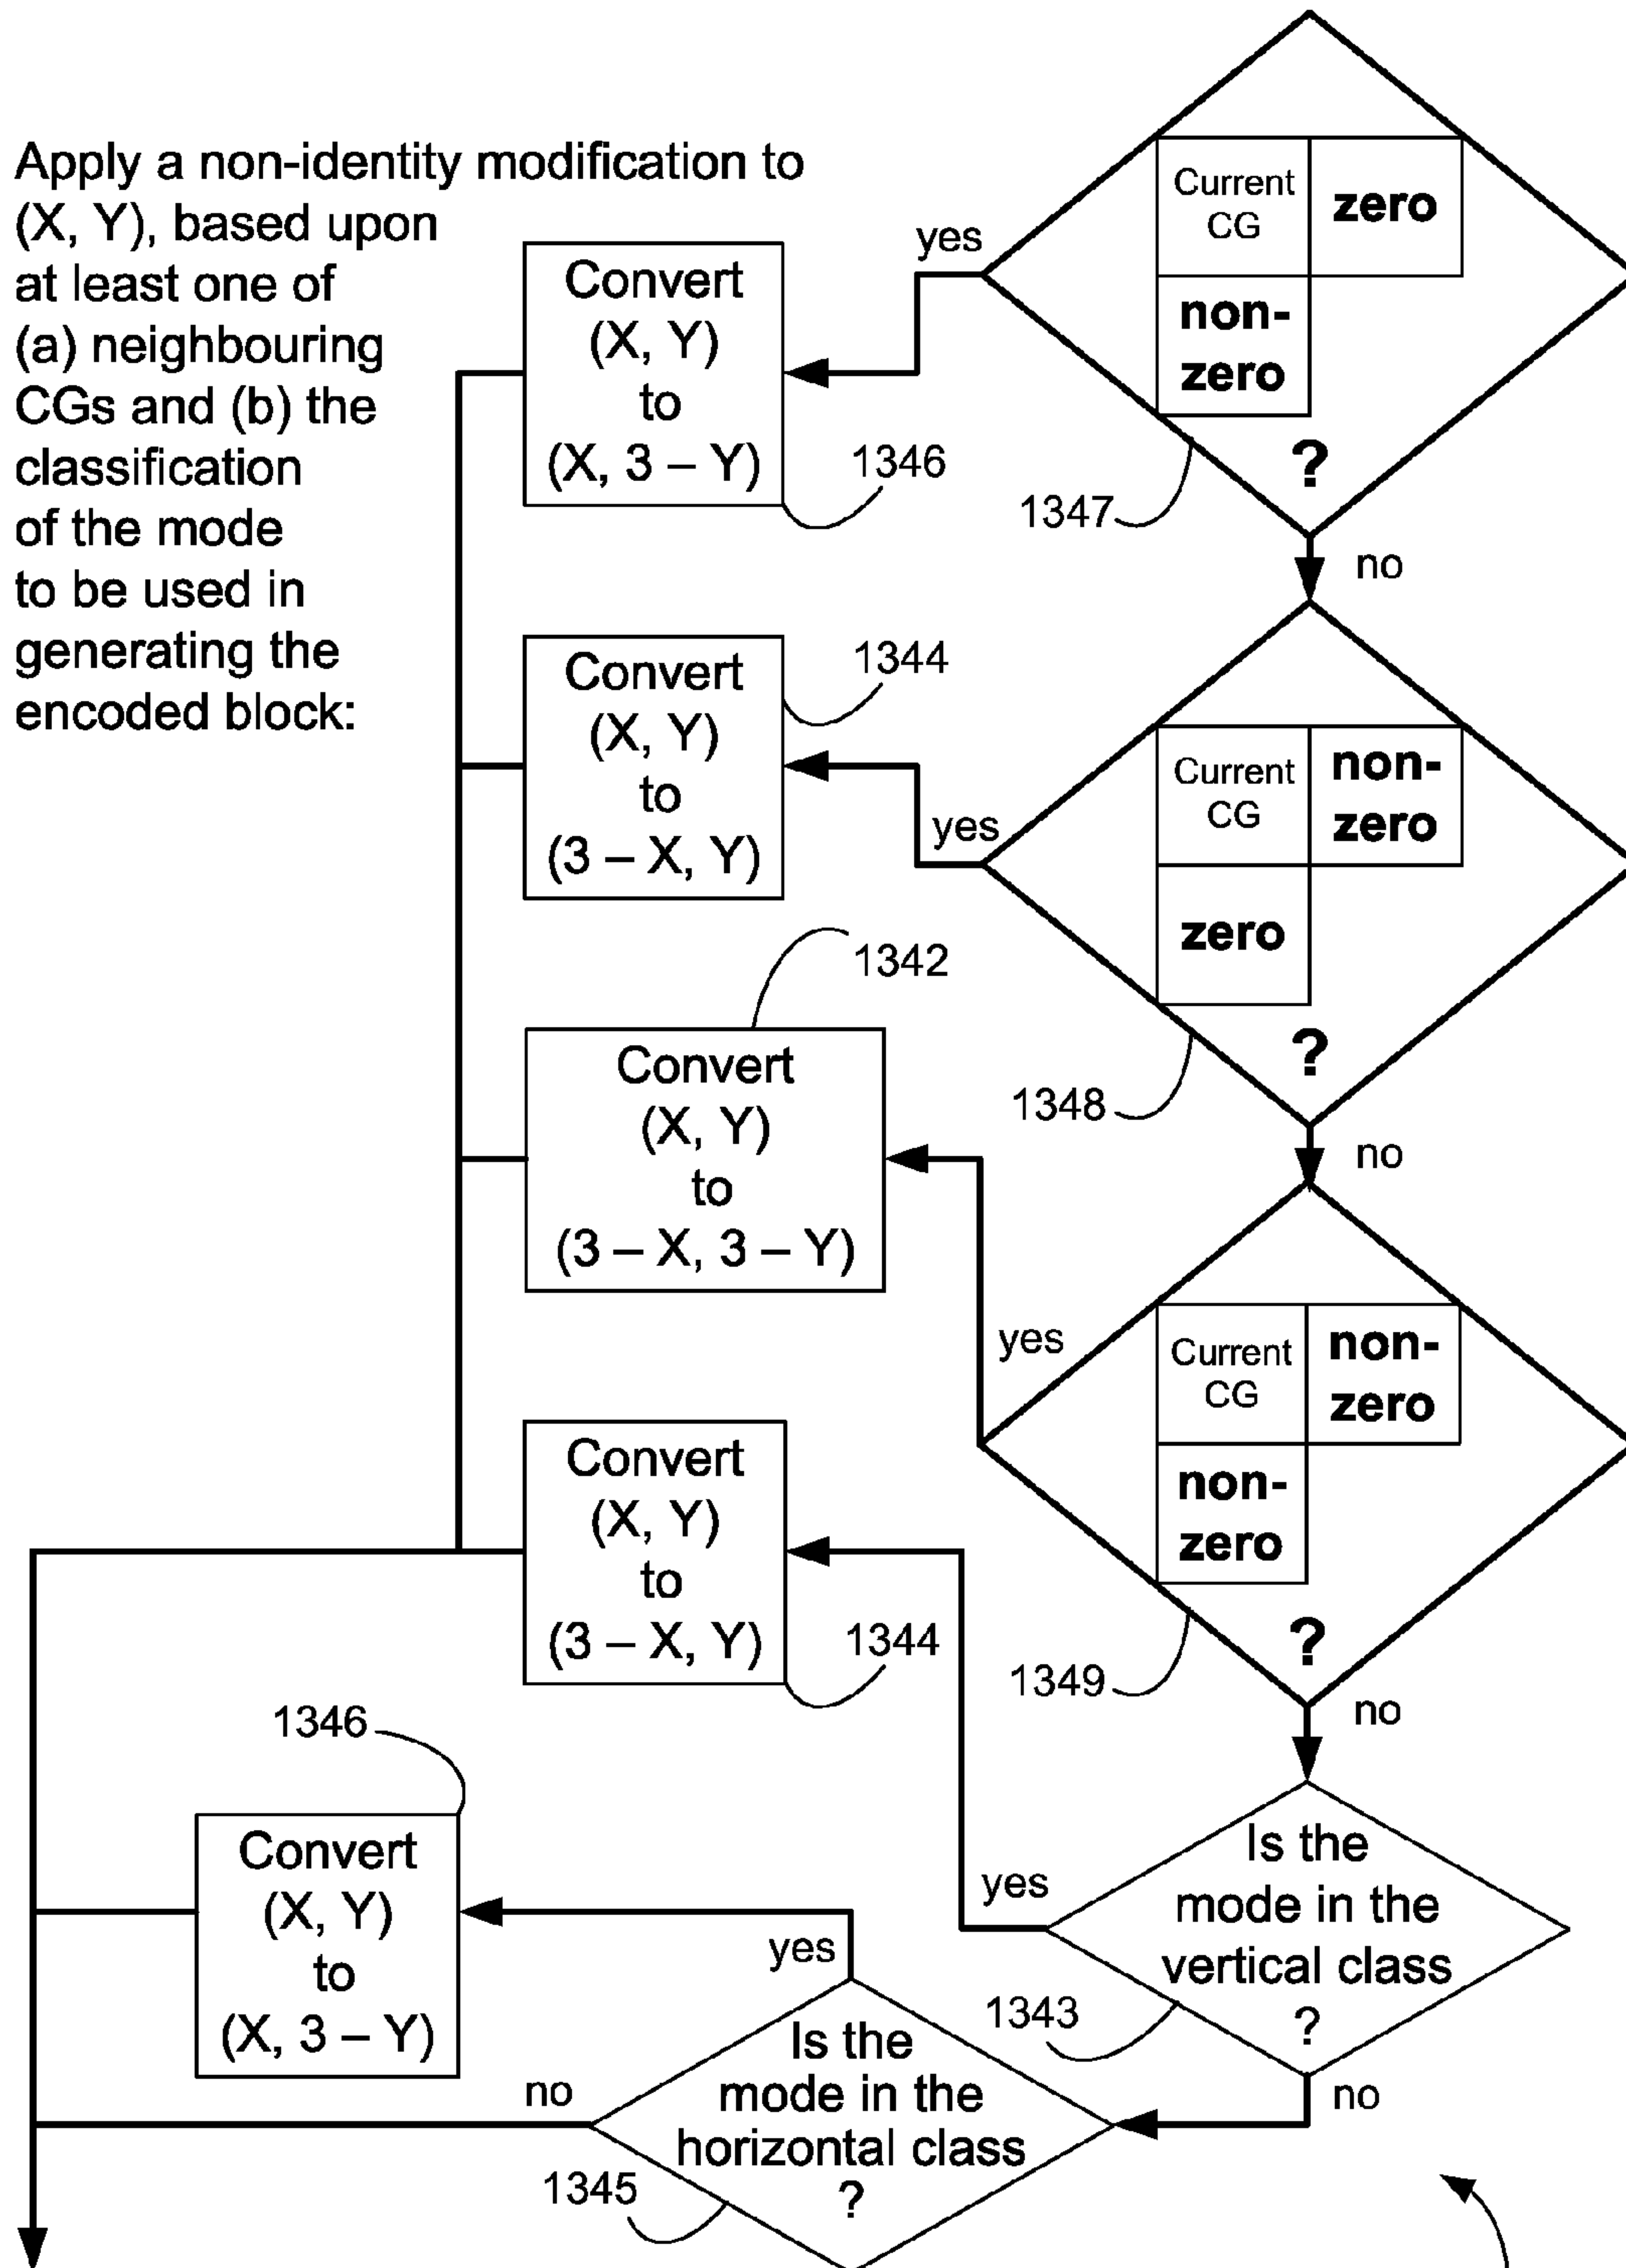 Apply a non-identity modification to
(X, Y), based upon
at least one of
(a) neighbouring
CGs and (b) the
classification
of the mode
to be used in
generating the
encoded block:
Current
CG
zero
non-
zero
?
1347
yes
no
Convert
(X, Y)
to
(X, 3 – Y)
1346
Current
CG
non-
zero
zero
?
1348
yes
no
Convert
(X, Y)
to
(3 – X, Y)
1344
Current
CG
non-
zero
non-
zero
?
1349
yes
no
Convert
(X, Y)
to
(3 – X, 3 – Y)
1342
Is the
mode in the
vertical class
?
1343
yes
no
Convert
(X, Y)
to
(3 – X, Y)
1344
Is the
mode in the
horizontal class
?
1345
yes
no
Convert
(X, Y)
to
(X, 3 – Y)
1346